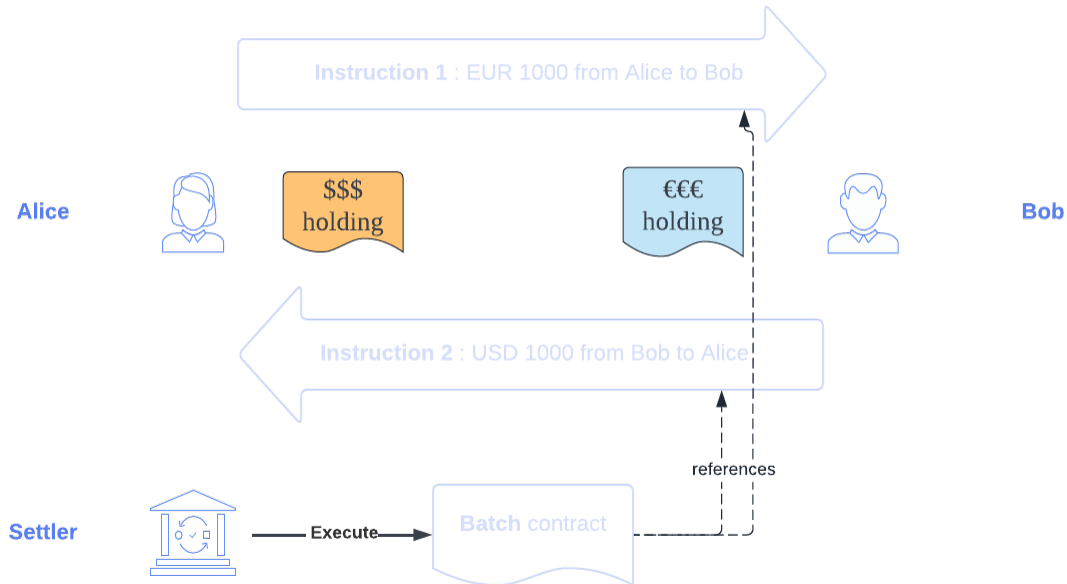 Instruction 1 : EUR 1000 from Alice to Bob
Alice
$$$
holding
€€€
holding
Bob
Instruction 2 : USD 1000 from Bob to Alice
references
Settler
Execute
Batch contract